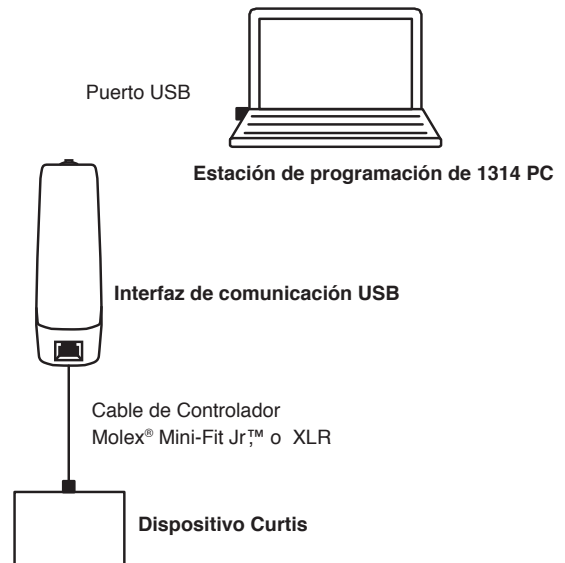 Puerto USB
Estación de programación de 1314 PC
Interfaz de comunicación USB
Cable de Controlador
Molex® Mini-Fit Jr,™ o XLR
Dispositivo Curtis